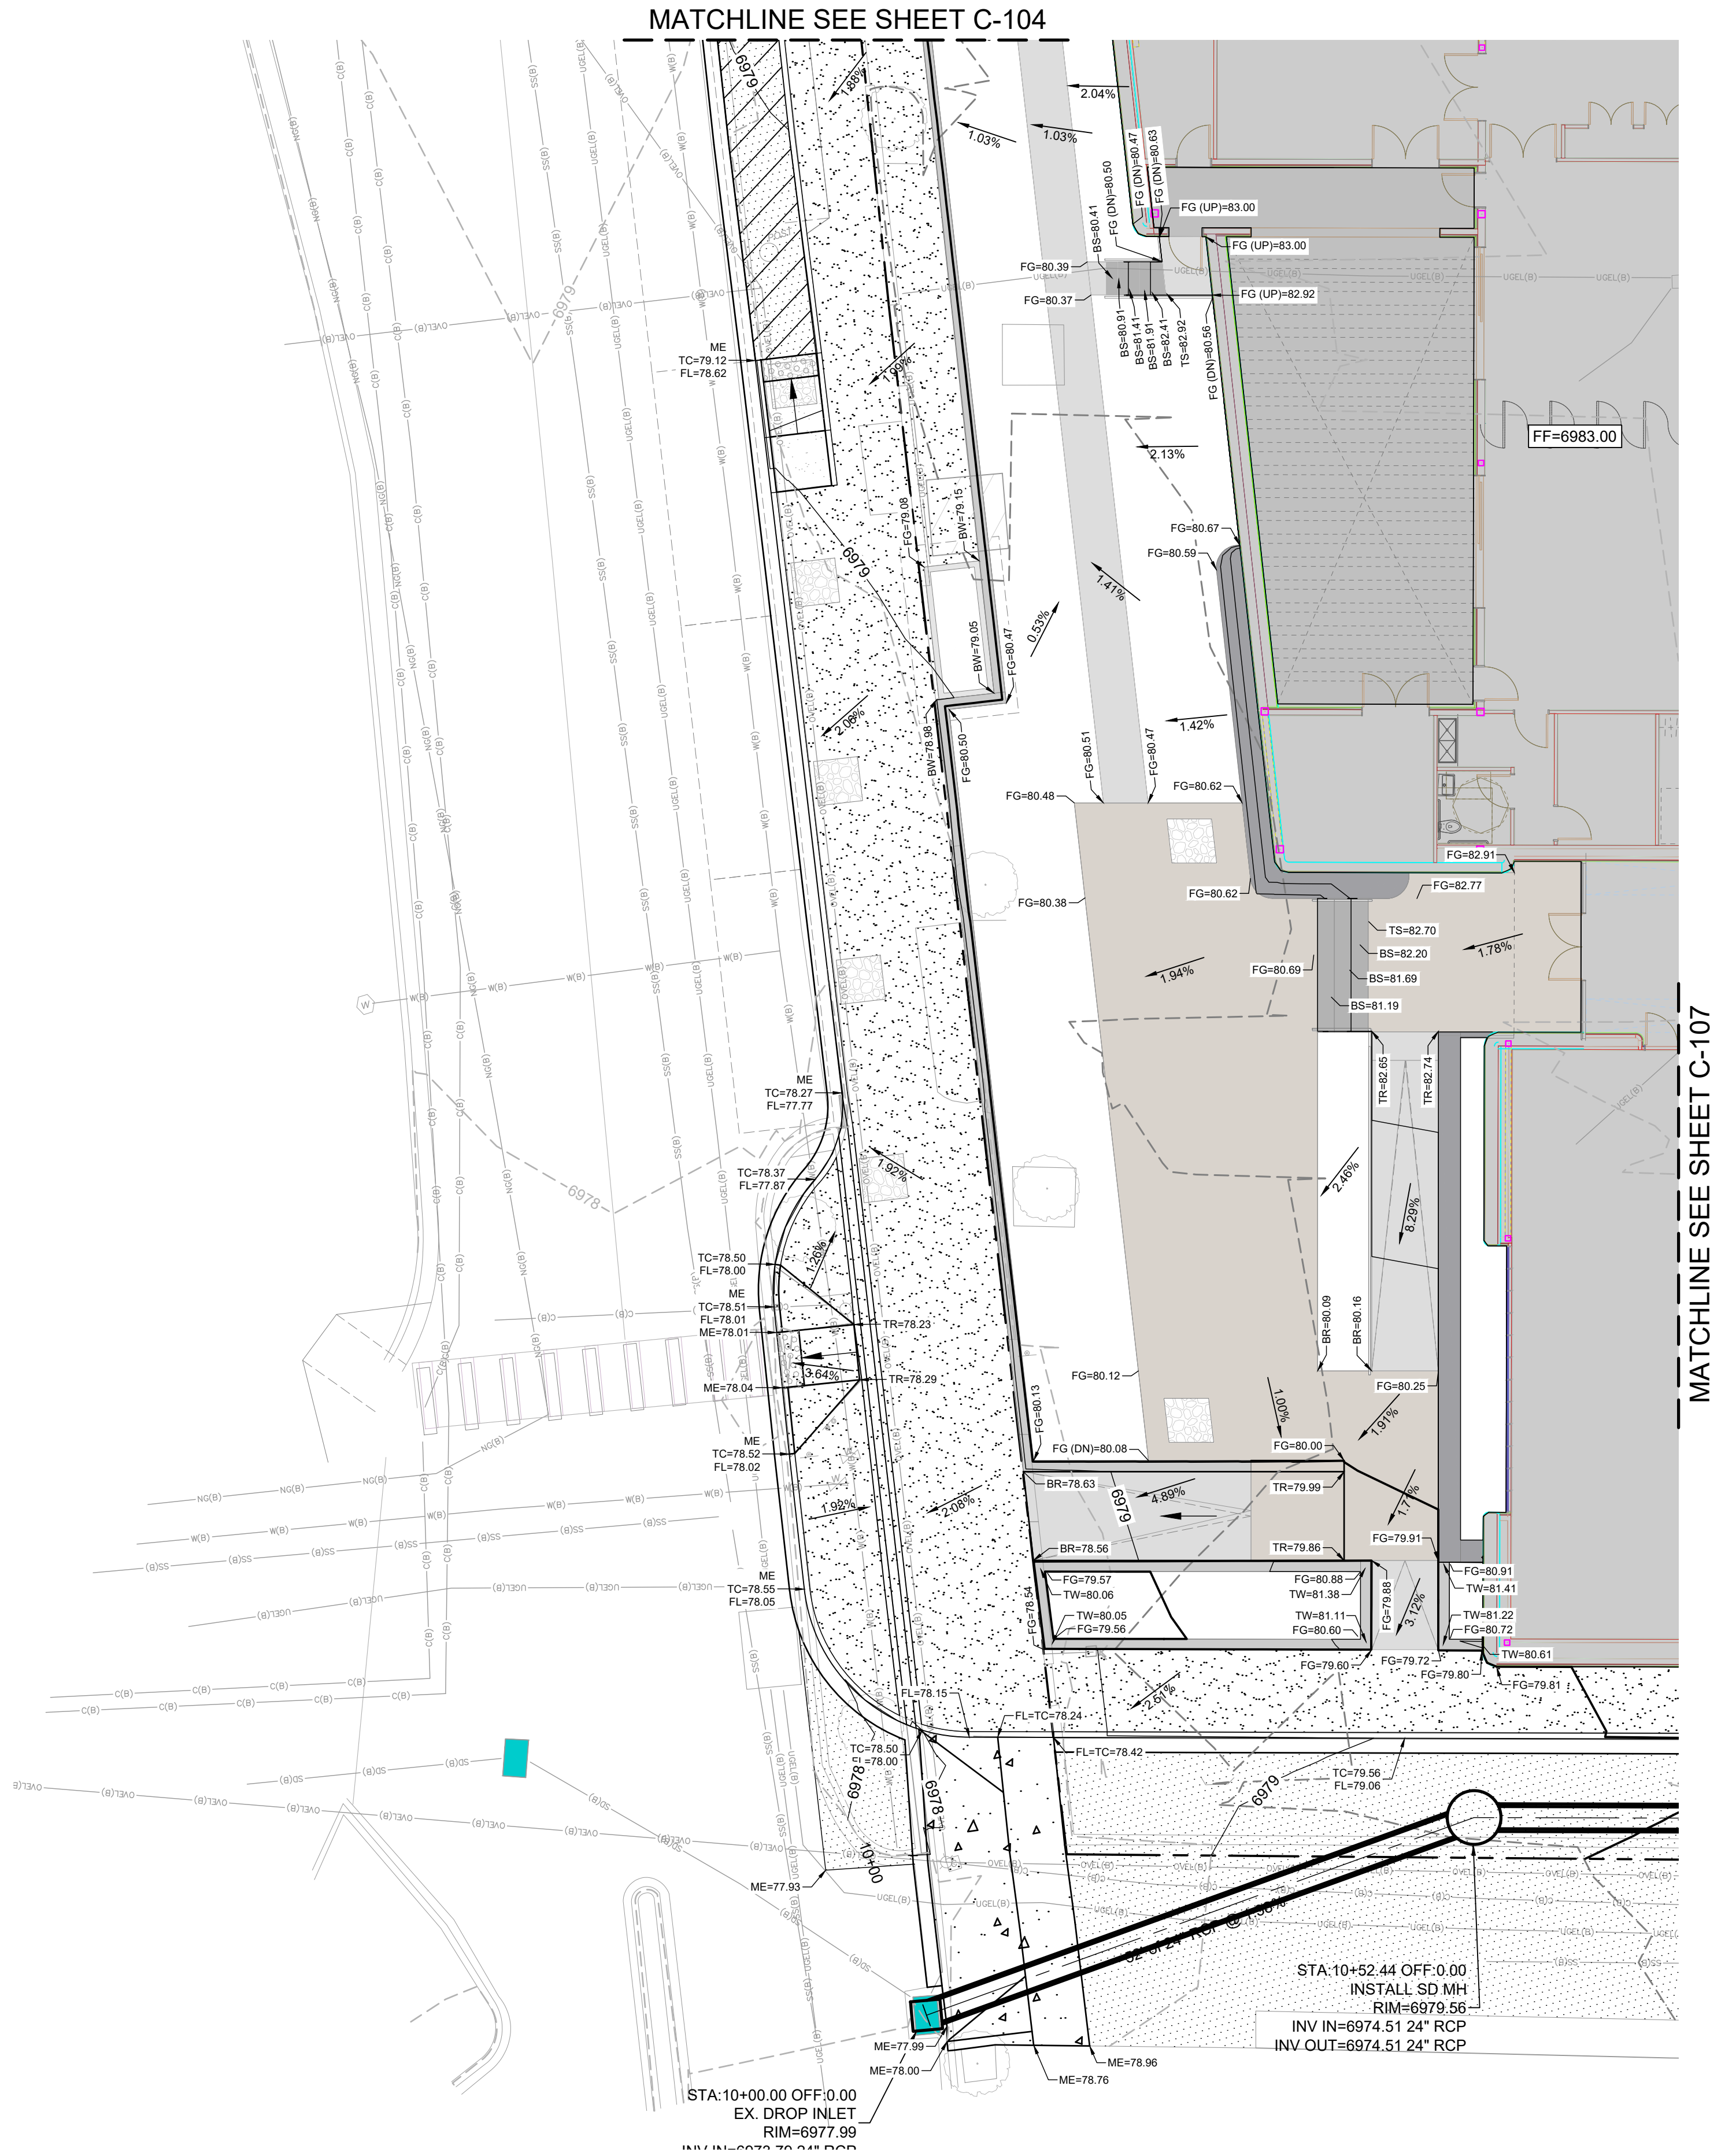 MATCHLINE SEE SHEET C-104
6979
1.88%
2.04%
1.03%
1.03%
FG (DN)=80.47
FG (DN)=80.63
FG (DN)=80.50
BS=80.41
FG (UP)=83.00
FG (UP)=83.00
FG=80.39
FG=80.37
FG (UP)=82.92
BS=80.91
BS=81.41
BS=81.91
BS=82.41
TS=82.92
FG (DN)=80.56
6979
ME
TC=79.12
FL=78.62
1.99%
2.13%
FF=6983.00
FG=79.08
BW=79.15
FG=80.67
FG=80.59
6979
1.41%
0.53%
BW=79.05
FG=80.47
2.06%
BW=78.98
FG=80.50
1.42%
FG=80.51
FG=80.47
FG=80.48
FG=80.62
FG=82.91
FG=82.77
FG=80.62
FG=80.38
TS=82.70
BS=82.20
1.78%
FG=80.69
1.94%
BS=81.69
BS=81.19
W
MATCHLINE SEE SHEET C-107
TR=82.65
TR=82.74
ME
TC=78.27
FL=77.77
TC=78.37
FL=77.87
1.92%
2.46%
8.29%
6978
TC=78.50
FL=78.00
1.26%
ME
TC=78.51
FL=78.01
ME=78.01
TR=78.23
BR=80.09
BR=80.16
3.64%
ME=78.04
TR=78.29
FG=80.12
FG=80.25
FG=80.13
1.00%
1.91%
ME
TC=78.52
FL=78.02
FG (DN)=80.08
FG=80.00
BR=78.63
6979
4.89%
TR=79.99
1.92%
2.08%
1.71%
BR=78.56
TR=79.86
FG=79.91
ME
TC=78.55
FL=78.05
FG=78.54
FG=79.57
TW=80.06
TW=80.05
FG=79.56
FG=80.88
TW=81.38
TW=81.11
FG=80.60
FG=79.88
3.12%
FG=80.91
TW=81.41
TW=81.22
FG=80.72
TW=80.61
FG=79.60
FG=79.72
FG=79.80
FG=79.81
2.51%
FL=78.15
FL=TC=78.24
FL=TC=78.42
TC=78.50
FL=78.00
TC=79.56
FL=79.06
6978
6978
6979
10+00
ME=77.93
52' of 24" RCP @ 1.38%
STA:10+52.44 OFF:0.00
INSTALL SD MH
RIM=6979.56
INV IN=6974.51 24" RCP
INV OUT=6974.51 24" RCP
ME=77.99
ME=78.00
ME=78.96
ME=78.76
STA:10+00.00 OFF:0.00
EX. DROP INLET
RIM=6977.99
C(B)
NG(B)
SS(B)
UGEL(B)
W(B)
OVEL(B)
SD(B)